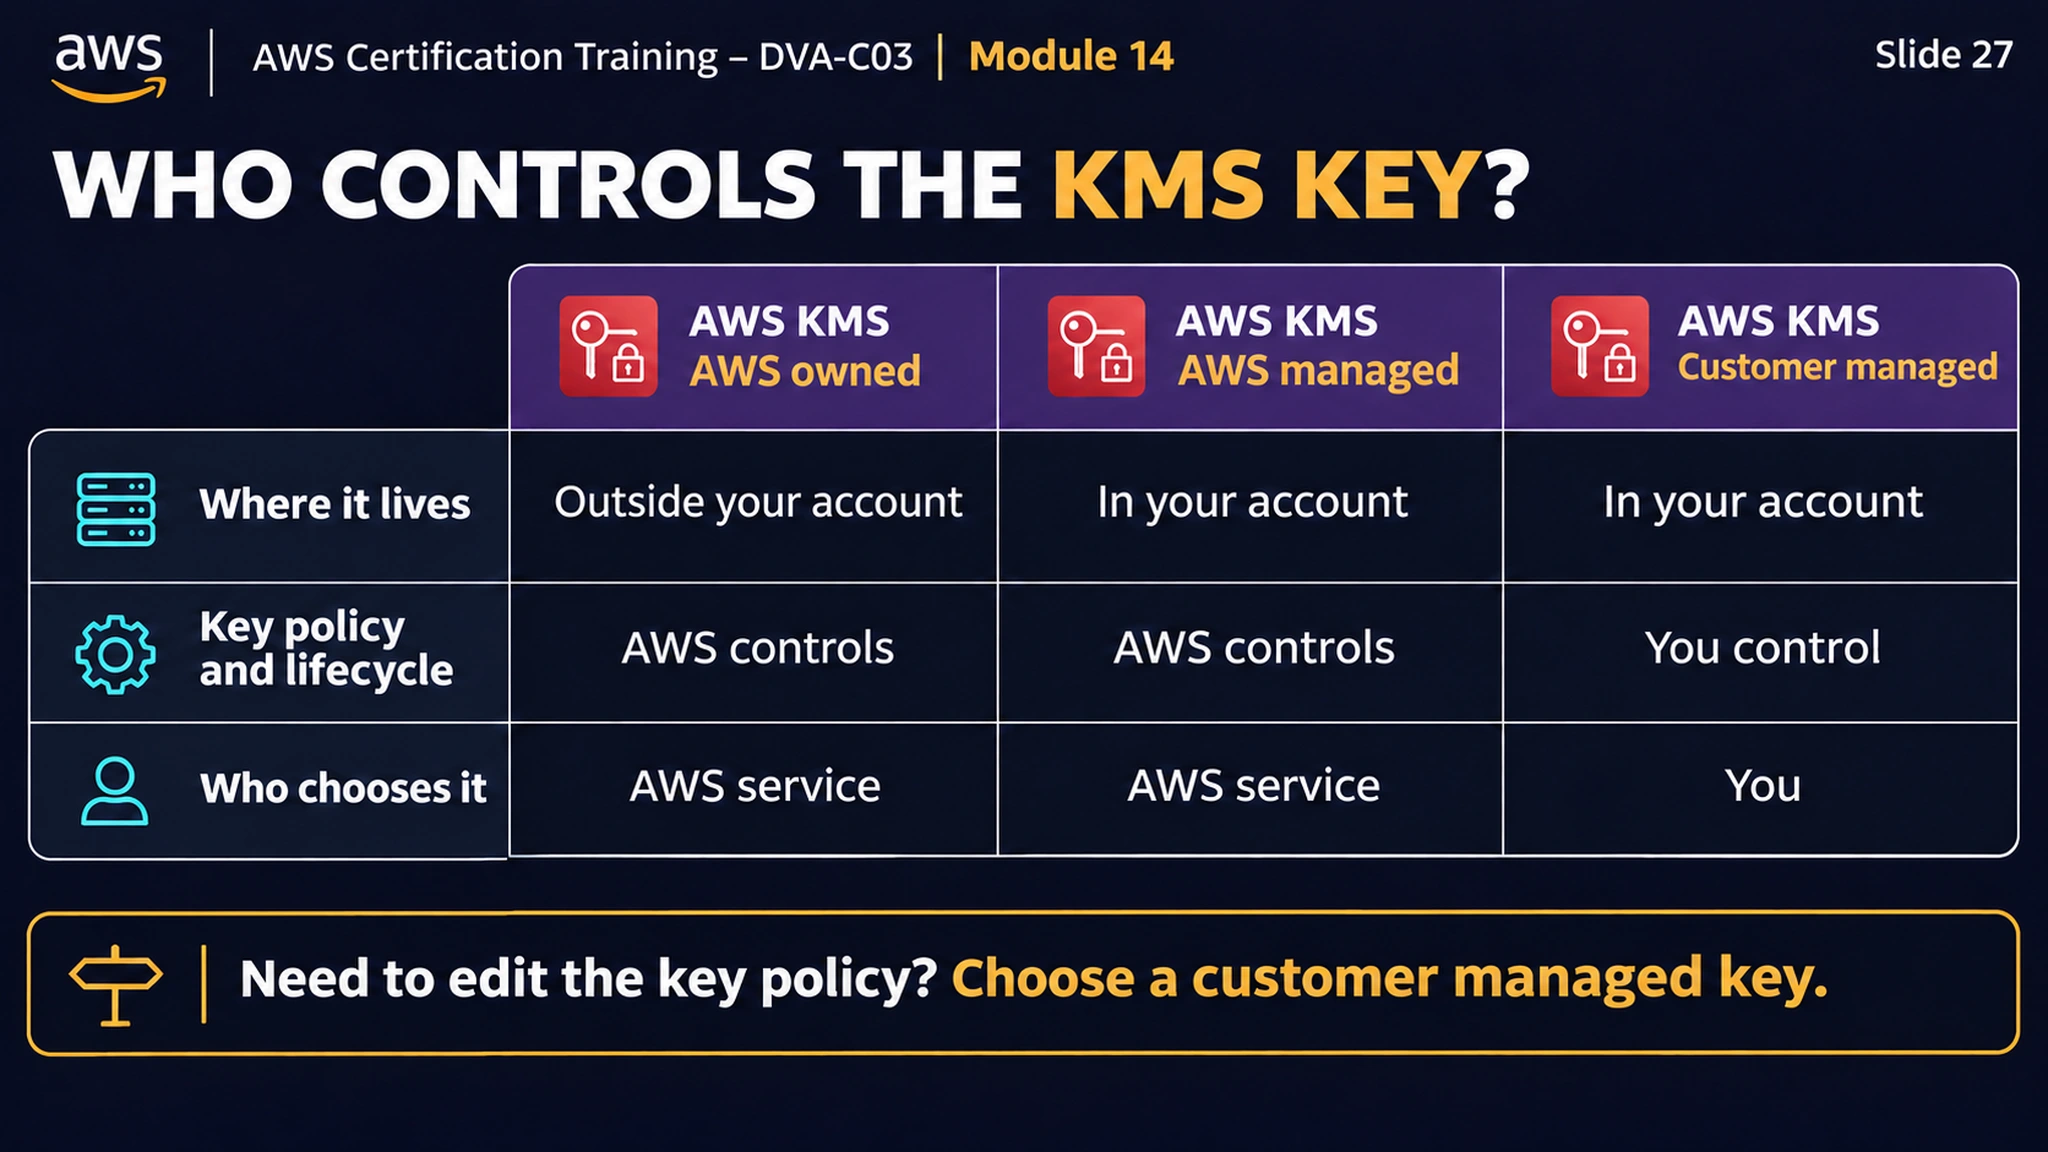 aws
AWS Certification Training – DVA-C03 | Module 14
Slide 27
WHO CONTROLS THE KMS KEY?
AWS KMS
AWS owned
AWS KMS
AWS managed
AWS KMS
Customer managed
Where it lives
Outside your account
In your account
In your account
Key policy
and lifecycle
AWS controls
AWS controls
You control
Who chooses it
AWS service
AWS service
You
Need to edit the key policy? Choose a customer managed key.